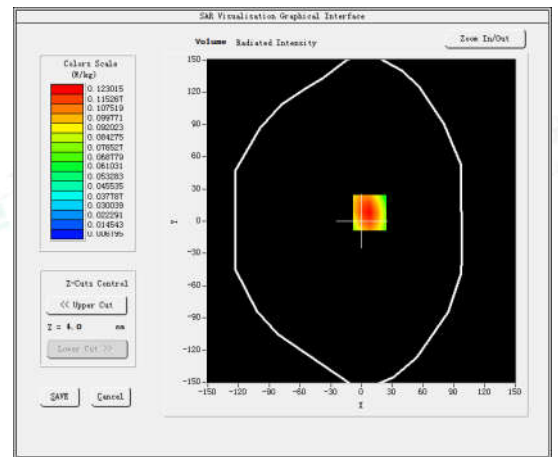 SAR Visualisation Graphical Interface
Volume Radiated Intensity
Zoom In/Out
Colors Scale
(W/kg)
0.123015
0.115267
0.107519
0.099771
0.092023
0.084275
0.076527
0.068779
0.061031
0.053283
0.045535
0.037787
0.030039
0.022291
0.014543
0.006795
Z-Cuts Control
<< Upper Cut
Z = 4.0 mm
Lower Cut >>
SAVE Cancel
150
120
90
60
30
0
-30
-60
-90
-120
-150
Y
-150 -120 -90 -60 -30 0 30 60 90 120 150
X